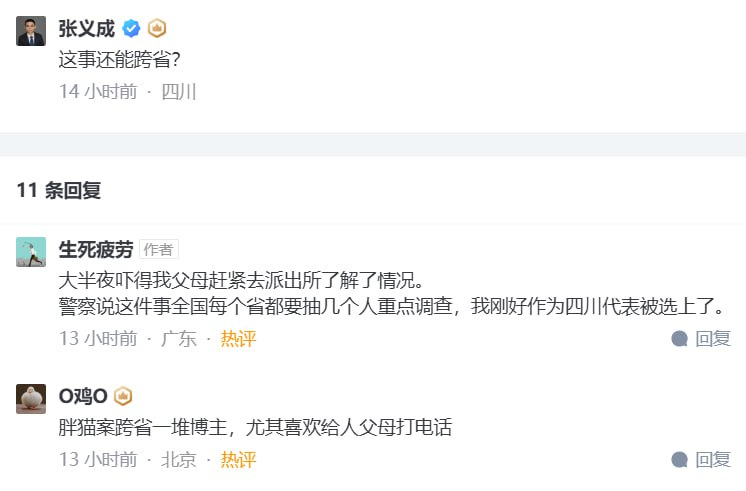 张义成
这事还能跨省？
14 小时前 · 四川
11 条回复
生死疲劳 作者
大半夜吓得我父母赶紧去派出所了解了情况。
警察说这件事全国每个省都要抽几个人重点调查，我刚好作为四川代表被选上了。
13 小时前 · 广东 · 热评 回复
O鸡O
胖猫案跨省一堆博主，尤其喜欢给人父母打电话
13 小时前 · 北京 · 热评 回复